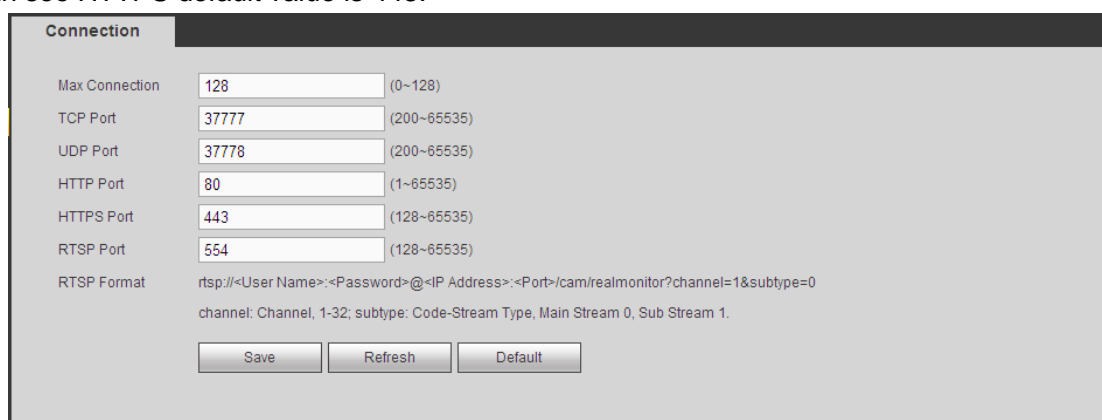 Connection
Max Connection 128 (0~128)
TCP Port 37777 (200~65535)
UDP Port 37778 (200~65535)
HTTP Port 80 (1~65535)
HTTPS Port 443 (128~65535)
RTSP Port 554 (128~65535)
RTSP Format rtsp://<User Name>:<Password>@<IP Address>:<Port>/cam/realmonitor?channel=1&subtype=0
channel: Channel, 1-32; subtype: Code-Stream Type, Main Stream 0, Sub Stream 1.
Save Refresh Default